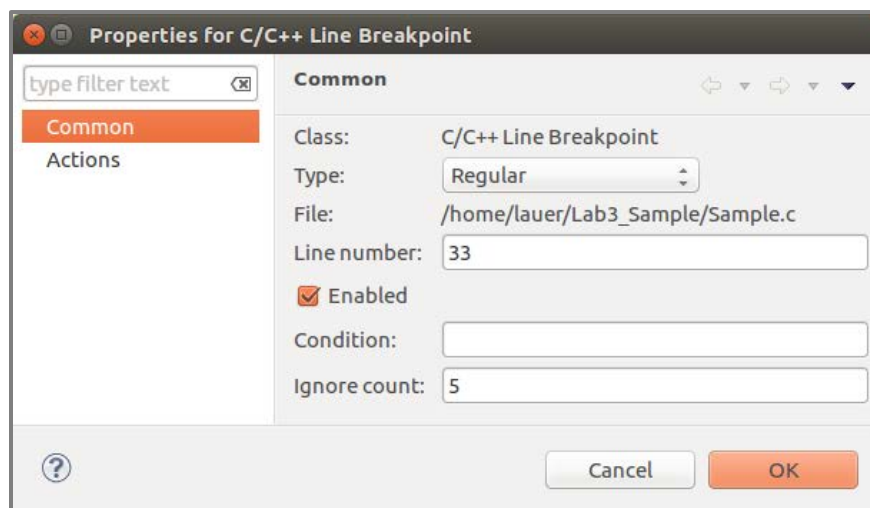 Properties for C/C++ Line Breakpoint
type filter text
Common
Actions
Common
Class: C/C++ Line Breakpoint
Type: Regular
File: /home/lauer/Lab3_Sample/Sample.c
Line number: 33
Enabled
Condition:
Ignore count: 5
?
Cancel
OK